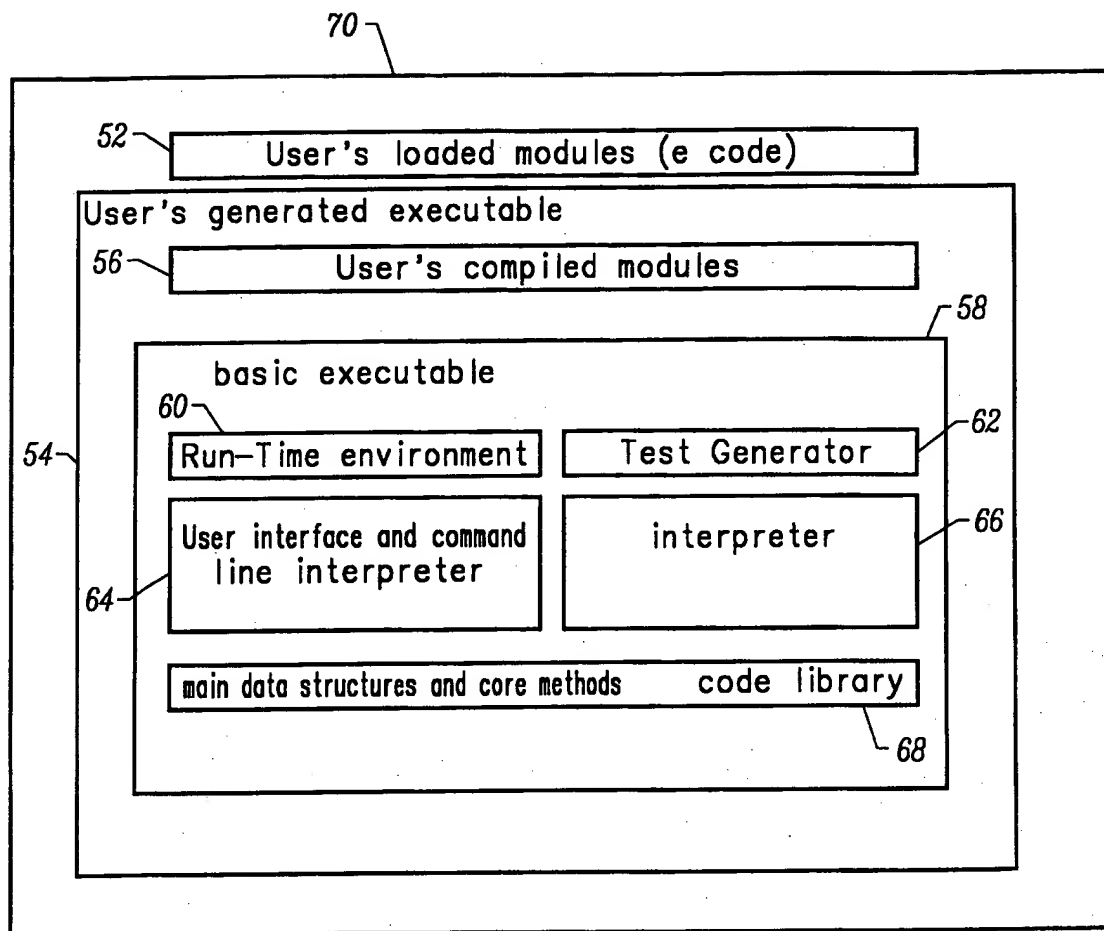 70
52
User's loaded modules (e code)
User's generated executable
56
User's compiled modules
58
basic executable
60
54
Run-Time environment
Test Generator
62
User interface and command
line interpreter
interpreter
66
64
main data structures and core methods code library
68